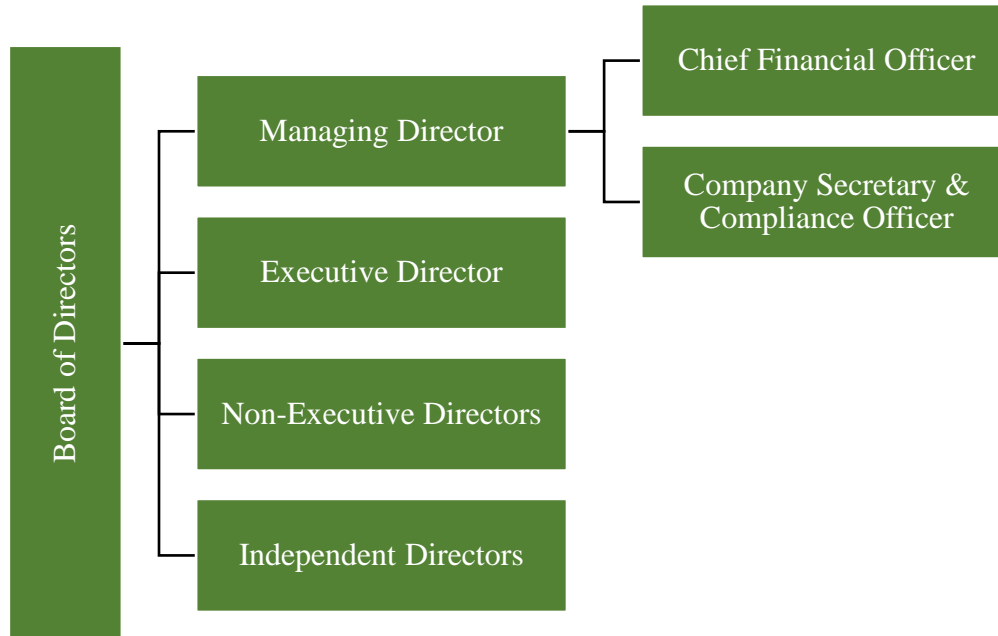 Board of Directors
Managing Director
Executive Director
Non-Executive Directors
Independent Directors
Chief Financial Officer
Company Secretary &
Compliance Officer